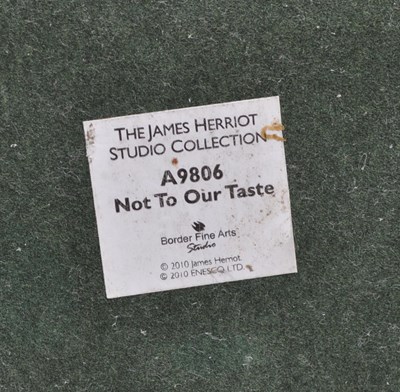 THE JAMES HERRIOT
STUDIO COLLECTION
A9806
Not To Our Taste
Border Fine Arts
Studio
© 2010 James Herriot.
© 2010 ENESCO LTD.